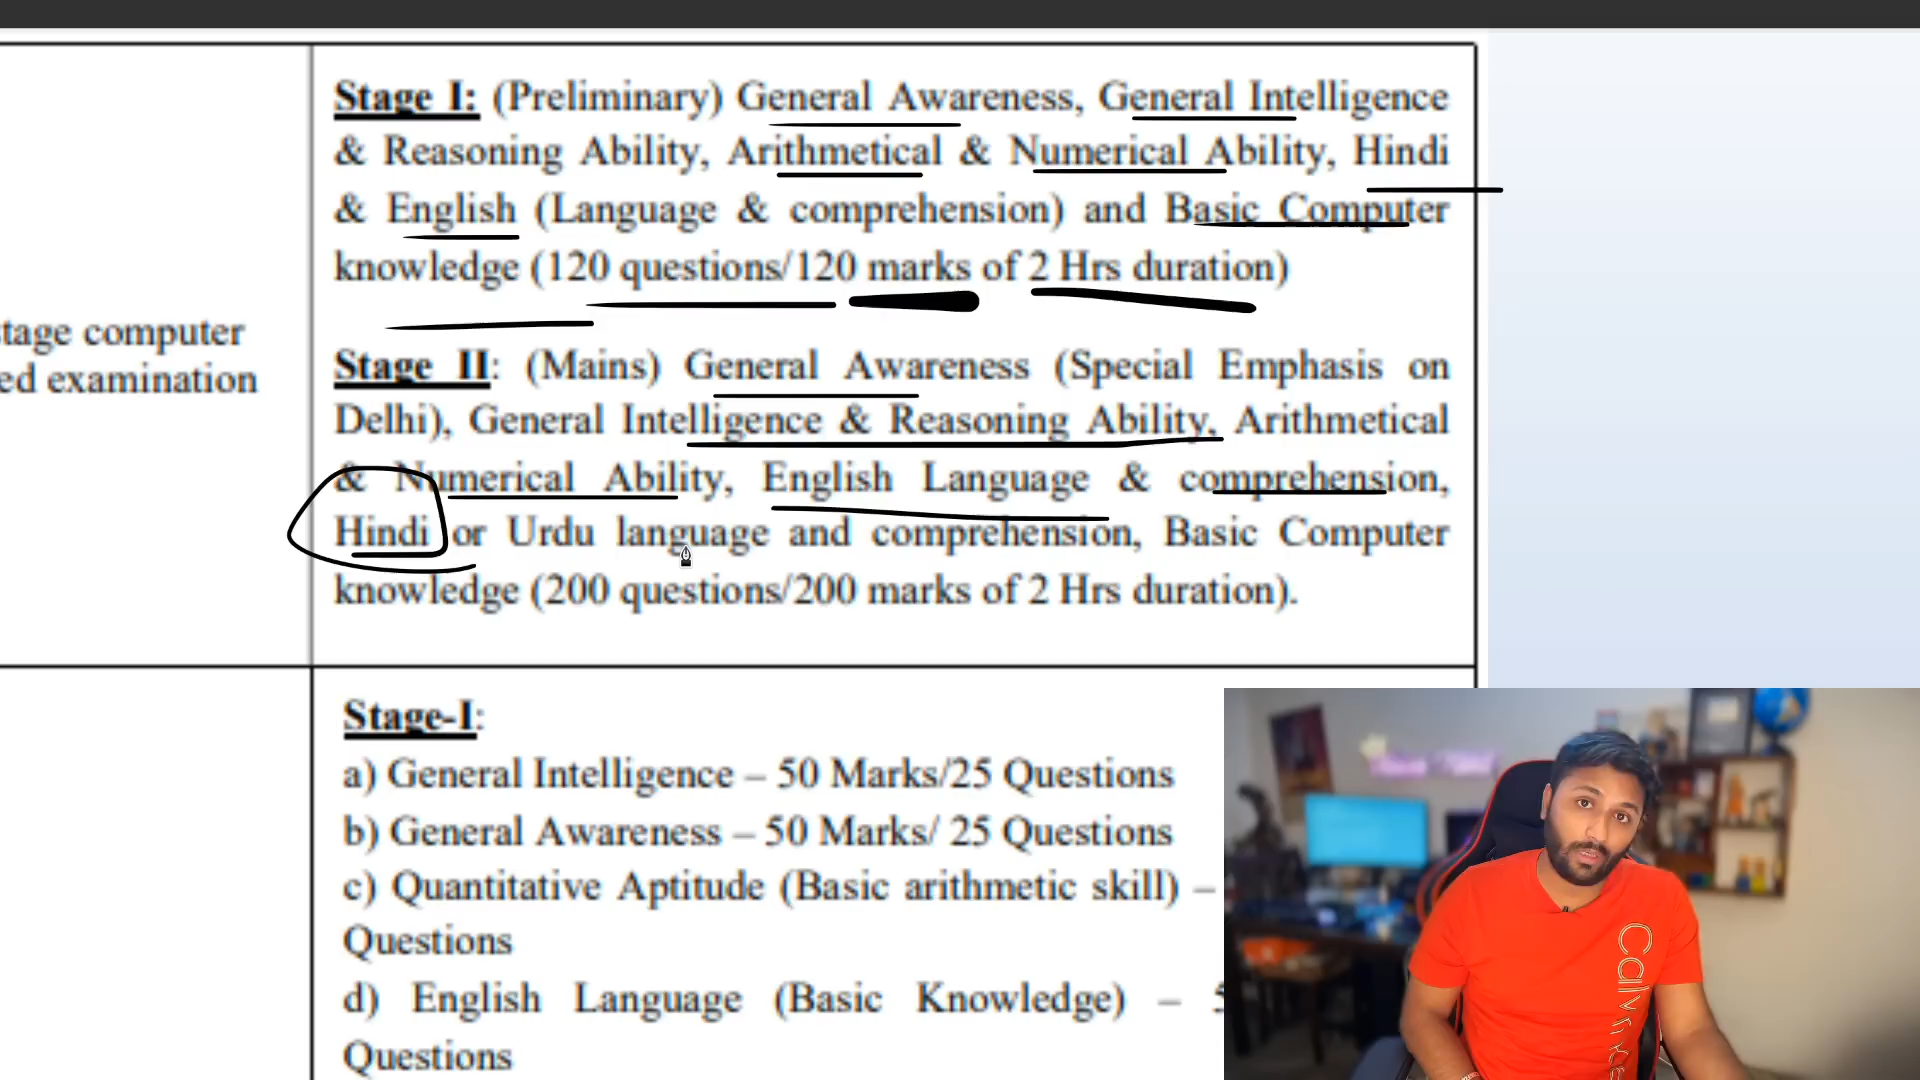 tage computer
ed examination
Stage I: (Preliminary) General Awareness, General Intelligence
& Reasoning Ability, Arithmetical & Numerical Ability, Hindi
& English (Language & comprehension) and Basic Computer
knowledge (120 questions/120 marks of 2 Hrs duration)
Stage II: (Mains) General Awareness (Special Emphasis on
Delhi), General Intelligence & Reasoning Ability, Arithmetical
& Numerical Ability, English Language & comprehension,
Hindi or Urdu language and comprehension, Basic Computer
knowledge (200 questions/200 marks of 2 Hrs duration).
Stage-I:
a) General Intelligence – 50 Marks/25 Questions
b) General Awareness – 50 Marks/ 25 Questions
c) Quantitative Aptitude (Basic arithmetic skill) –
Questions
d) English Language (Basic Knowledge) – 5
Questions